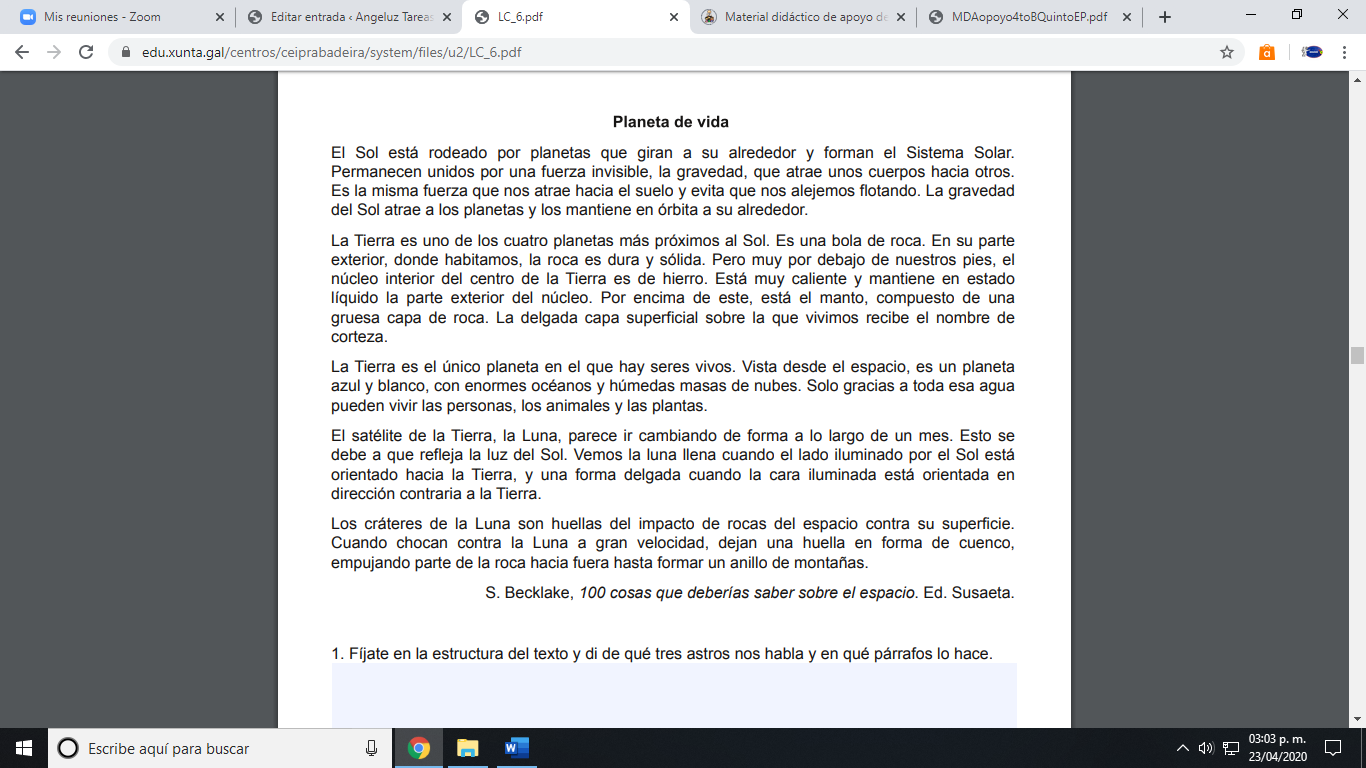 Mis reuniones - Zoom
Editar entrada ‹ Angeluz Tareas
LC_6.pdf
Material didáctico de apoyo de
MDAopoyo4toBQuintoEP.pdf
edu.xunta.gal/centros/ceiprabadeira/system/files/u2/LC_6.pdf
Planeta de vida
El Sol está rodeado por planetas que giran a su alrededor y forman el Sistema Solar.
Permanecen unidos por una fuerza invisible, la gravedad, que atrae unos cuerpos hacia otros.
Es la misma fuerza que nos atrae hacia el suelo y evita que nos alejemos flotando. La gravedad
del Sol atrae a los planetas y los mantiene en órbita a su alrededor.
La Tierra es uno de los cuatro planetas más próximos al Sol. Es una bola de roca. En su parte
exterior, donde habitamos, la roca es dura y sólida. Pero muy por debajo de nuestros pies, el
núcleo interior del centro de la Tierra es de hierro. Está muy caliente y mantiene en estado
líquido la parte exterior del núcleo. Por encima de este, está el manto, compuesto de una
gruesa capa de roca. La delgada capa superficial sobre la que vivimos recibe el nombre de
corteza.
La Tierra es el único planeta en el que hay seres vivos. Vista desde el espacio, es un planeta
azul y blanco, con enormes océanos y húmedas masas de nubes. Solo gracias a toda esa agua
pueden vivir las personas, los animales y las plantas.
El satélite de la Tierra, la Luna, parece ir cambiando de forma a lo largo de un mes. Esto se
debe a que refleja la luz del Sol. Vemos la luna llena cuando el lado iluminado por el Sol está
orientado hacia la Tierra, y una forma delgada cuando la cara iluminada está orientada en
dirección contraria a la Tierra.
Los cráteres de la Luna son huellas del impacto de rocas del espacio contra su superficie.
Cuando chocan contra la Luna a gran velocidad, dejan una huella en forma de cuenco,
empujando parte de la roca hacia fuera hasta formar un anillo de montañas.
S. Becklake, 100 cosas que deberías saber sobre el espacio. Ed. Susaeta.
1. Fíjate en la estructura del texto y di de qué tres astros nos habla y en qué párrafos lo hace.
Escribe aquí para buscar
03:03 p. m.
23/04/2020